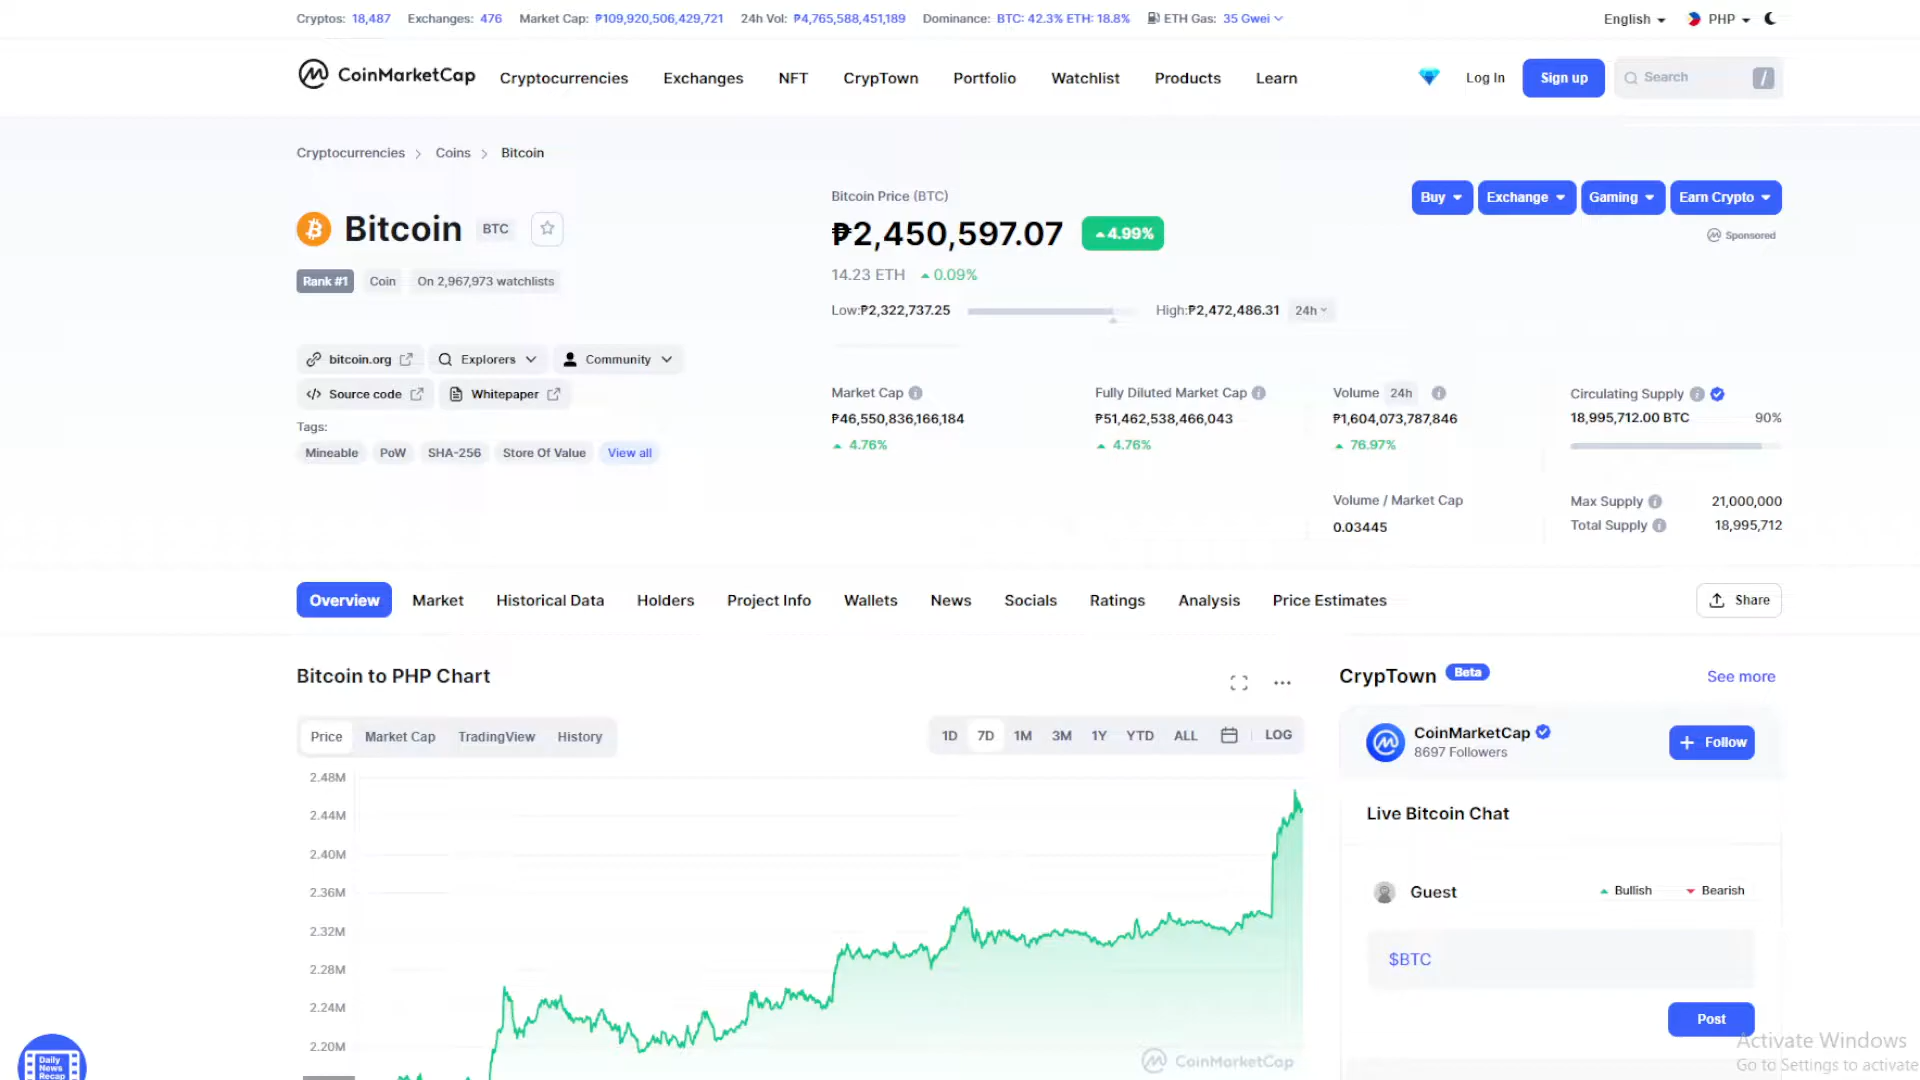 Cryptos: 18,487 Exchanges: 476 Market Cap: ₱109,920,506,429,721 24h Vol: ₱4,765,588,451,189 Dominance: BTC: 42.3% ETH: 18.8% ETH Gas: 35 Gwei English PHP
CoinMarketCap Cryptocurrencies Exchanges NFT CrypTown Portfolio Watchlist Products Learn Log In Sign up Search /
Cryptocurrencies Coins Bitcoin
Bitcoin BTC
Rank #1 Coin On 2,967,973 watchlists
bitcoin.org Explorers Community
Source code Whitepaper
Tags:
Mineable PoW SHA-256 Store Of Value View all
Bitcoin Price (BTC)
₱2,450,597.07 4.99%
14.23 ETH 0.09%
Low:₱2,322,737.25 High:₱2,472,486.31 24h
Buy Exchange Gaming Earn Crypto
Sponsored
Market Cap
₱46,550,836,166,184
4.76%
Fully Diluted Market Cap
₱51,462,538,466,043
4.76%
Volume 24h
₱1,604,073,787,846
76.97%
Volume / Market Cap
0.03445
Circulating Supply
18,995,712.00 BTC 90%
Max Supply 21,000,000
Total Supply 18,995,712
Overview Market Historical Data Holders Project Info Wallets News Socials Ratings Analysis Price Estimates Share
Bitcoin to PHP Chart
Price Market Cap TradingView History
1D 7D 1M 3M 1Y YTD ALL LOG
2.48M
2.44M
2.40M
2.36M
2.32M
2.28M
2.24M
2.20M
CoinMarketCap
CrypTown Beta See more
CoinMarketCap
8697 Followers
+ Follow
Live Bitcoin Chat
Guest Bullish Bearish
$BTC
Post
Activate Windows
Go to Settings to activate
Daily
News
Recap